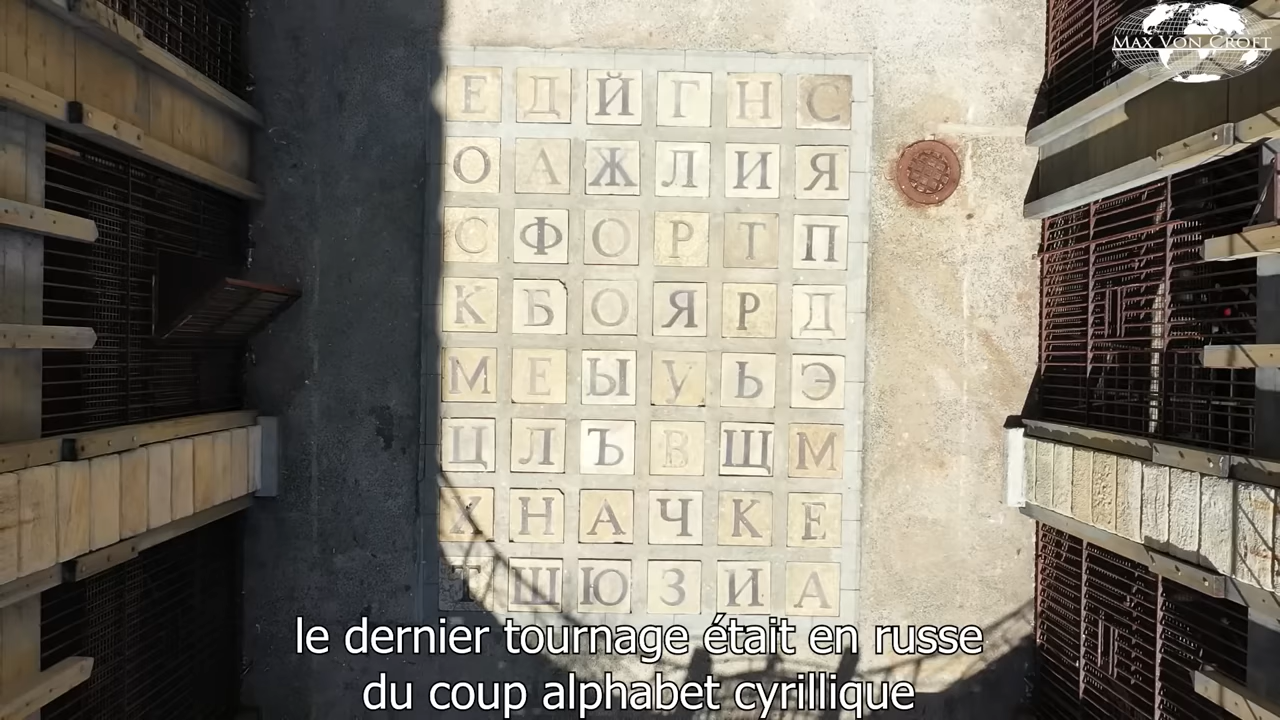 MAX VON CROFT
Е Д Й Г Н С
О А Ж Л И Я
С Ф О Р Т П
К Б О Я Р Д
М Е Ы У Ь Э
Ц Л Ъ В Щ М
Х Н А Ч К Е
Т Ш Ю З И А
le dernier tournage était en russe
du coup alphabet cyrillique